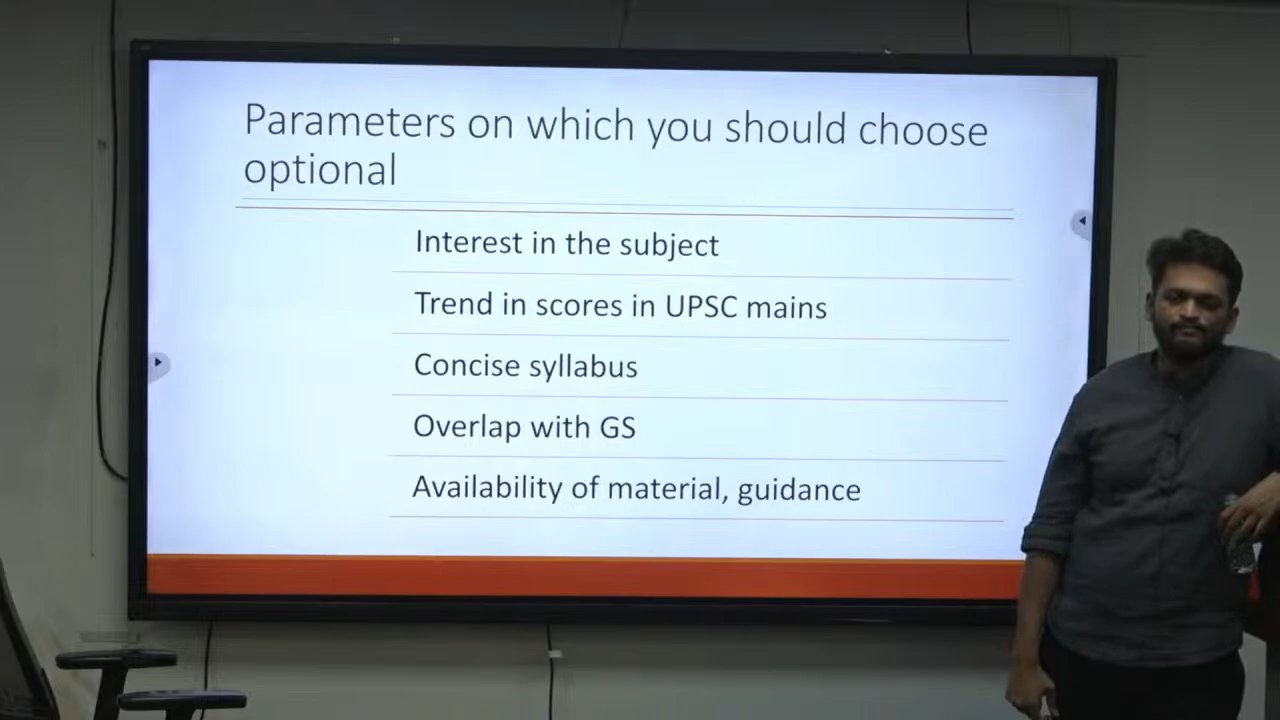 Parameters on which you should choose
optional
Interest in the subject
Trend in scores in UPSC mains
Concise syllabus
Overlap with GS
Availability of material, guidance